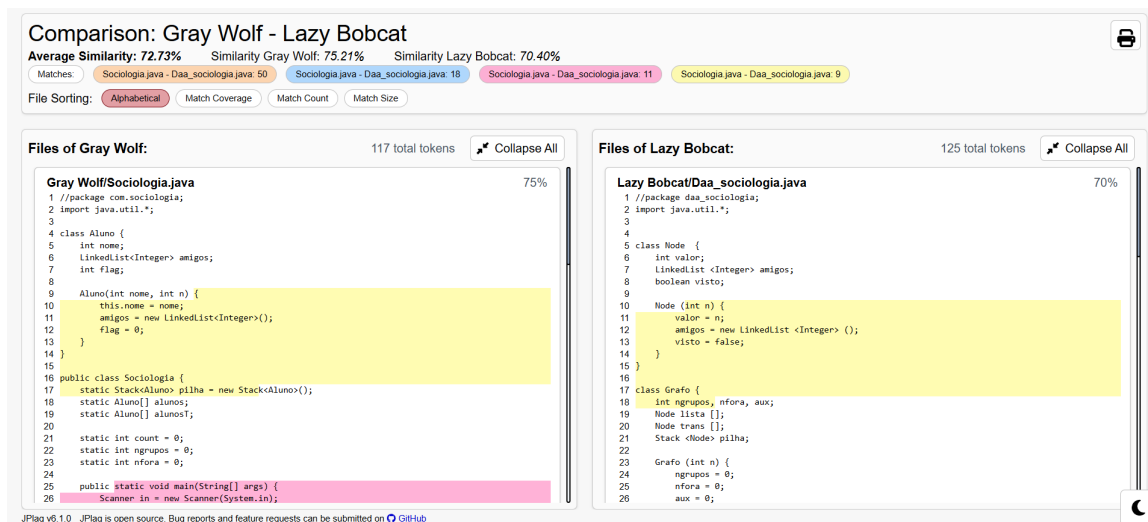 Comparison: Gray Wolf - Lazy Bobcat
Average Similarity: 72.73% Similarity Gray Wolf: 75.21% Similarity Lazy Bobcat: 70.40%
Matches: Sociologia.java - Daa_sociologia.java: 50 Sociologia.java - Daa_sociologia.java: 18 Sociologia.java - Daa_sociologia.java: 11 Sociologia.java - Daa_sociologia.java: 9
File Sorting: Alphabetical Match Coverage Match Count Match Size
Files of Gray Wolf: 117 total tokens Collapse All
Gray Wolf/Sociologia.java 75%
1 //package com.sociologia;
2 import java.util.*;
3
4 class Aluno {
5 int nome;
6 LinkedList<Integer> amigos;
7 int flag;
8
9 Aluno(int nome, int n) {
10 this.nome = nome;
11 amigos = new LinkedList<Integer>();
12 flag = 0;
13 }
14 }
15
16 public class Sociologia {
17 static Stack<Aluno> pilha = new Stack<Aluno>();
18 static Aluno[] alunos;
19 static Aluno[] alunosT;
20
21 static int count = 0;
22 static int ngrupos = 0;
23 static int nfora = 0;
24
25 public static void main(String[] args) {
26 Scanner in = new Scanner(System.in);
Files of Lazy Bobcat: 125 total tokens Collapse All
Lazy Bobcat/Daa_sociologia.java 70%
1 //package daa_sociologia;
2 import java.util.*;
3
4
5 class Node {
6 int valor;
7 LinkedList <Integer> amigos;
8 boolean visto;
9
10 Node (int n) {
11 valor = n;
12 amigos = new LinkedList <Integer> ();
13 visto = false;
14 }
15 }
16
17 class Grafo {
18 int ngrupos, nfora, aux;
19 Node lista [];
20 Node trans [];
21 Stack <Node> pilha;
22
23 Grafo (int n) {
24 ngrupos = 0;
25 nfora = 0;
26 aux = 0;
JPlag v6.1.0 JPlag is open source. Bug reports and feature requests can be submitted on GitHub